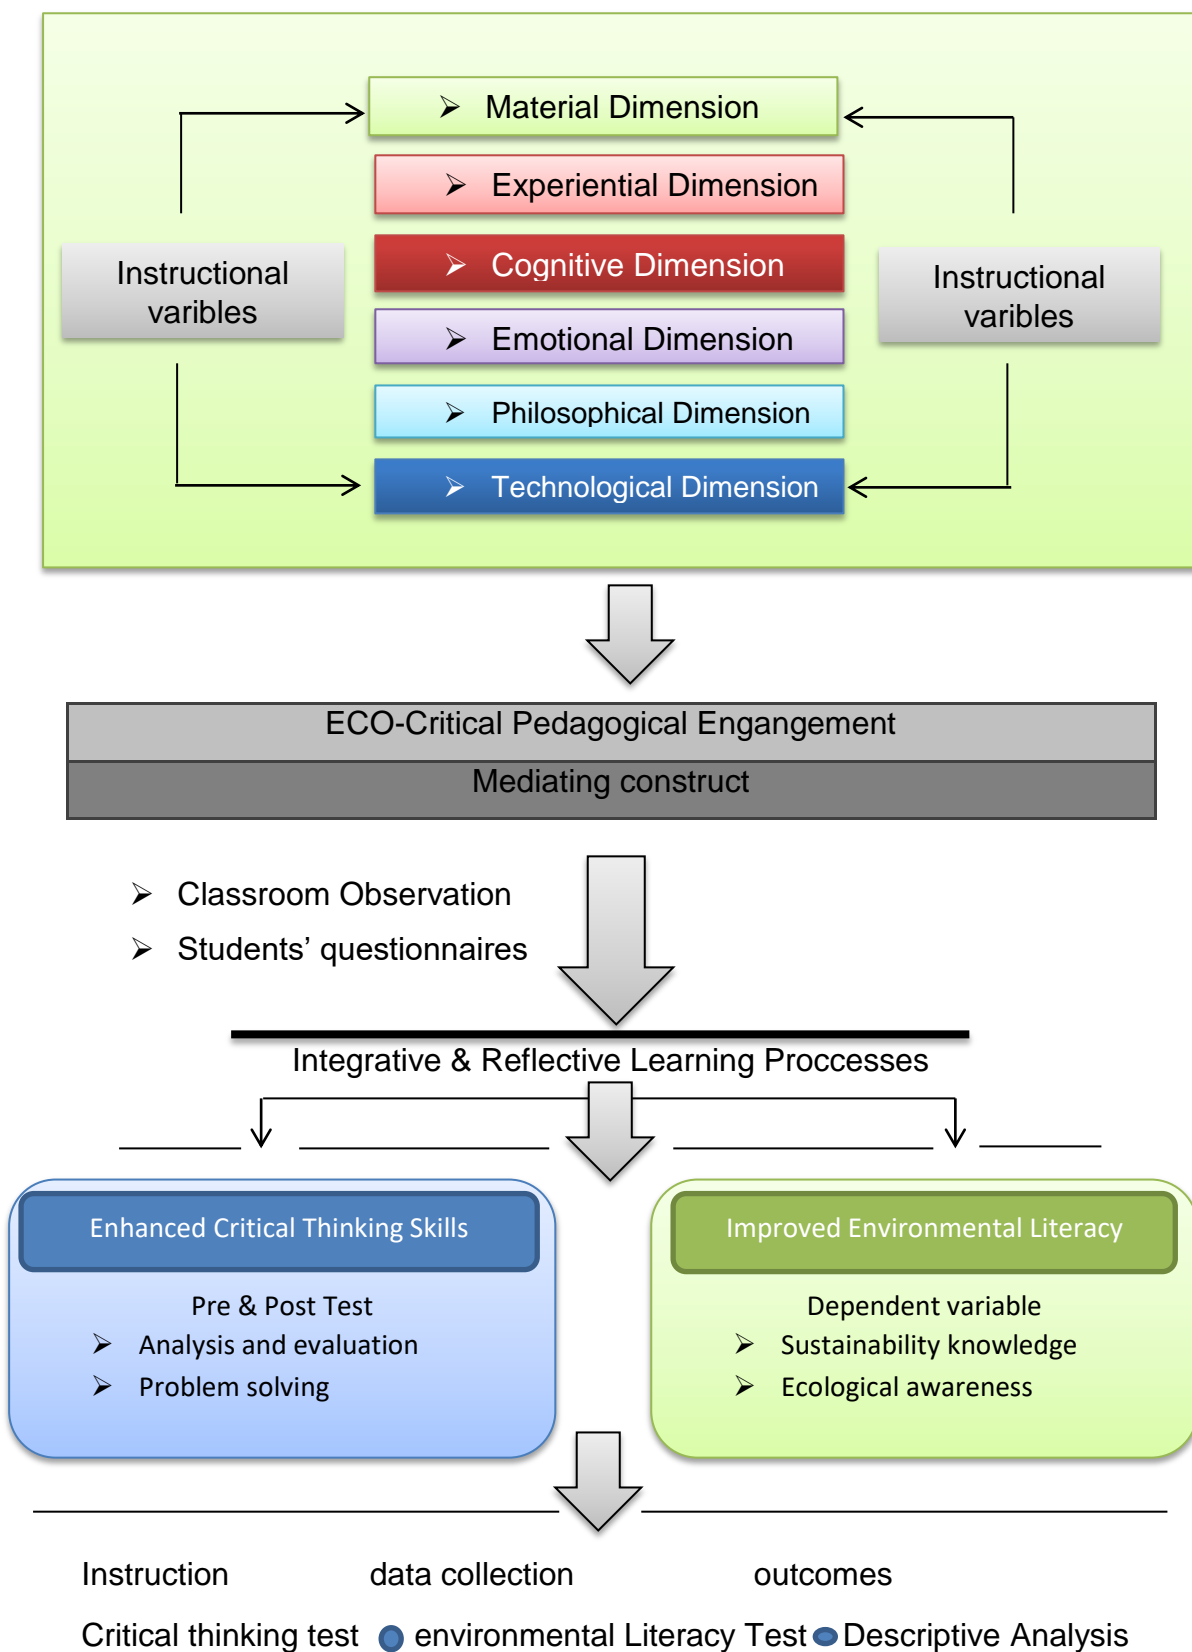 ➢ Material Dimension
➢ Experiential Dimension
➢ Cognitive Dimension
Instructional
varibles
Instructional
varibles
➢ Emotional Dimension
➢ Philosophical Dimension
➢ Technological Dimension
ECO-Critical Pedagogical Engangement
Mediating construct
➢ Classroom Observation
➢ Students’ questionnaires
Integrative & Reflective Learning Proccesses
Enhanced Critical Thinking Skills
Pre & Post Test
➢ Analysis and evaluation
➢ Problem solving
Improved Environmental Literacy
Dependent variable
➢ Sustainability knowledge
➢ Ecological awareness
Instruction data collection outcomes
Critical thinking test environmental Literacy Test Descriptive Analysis